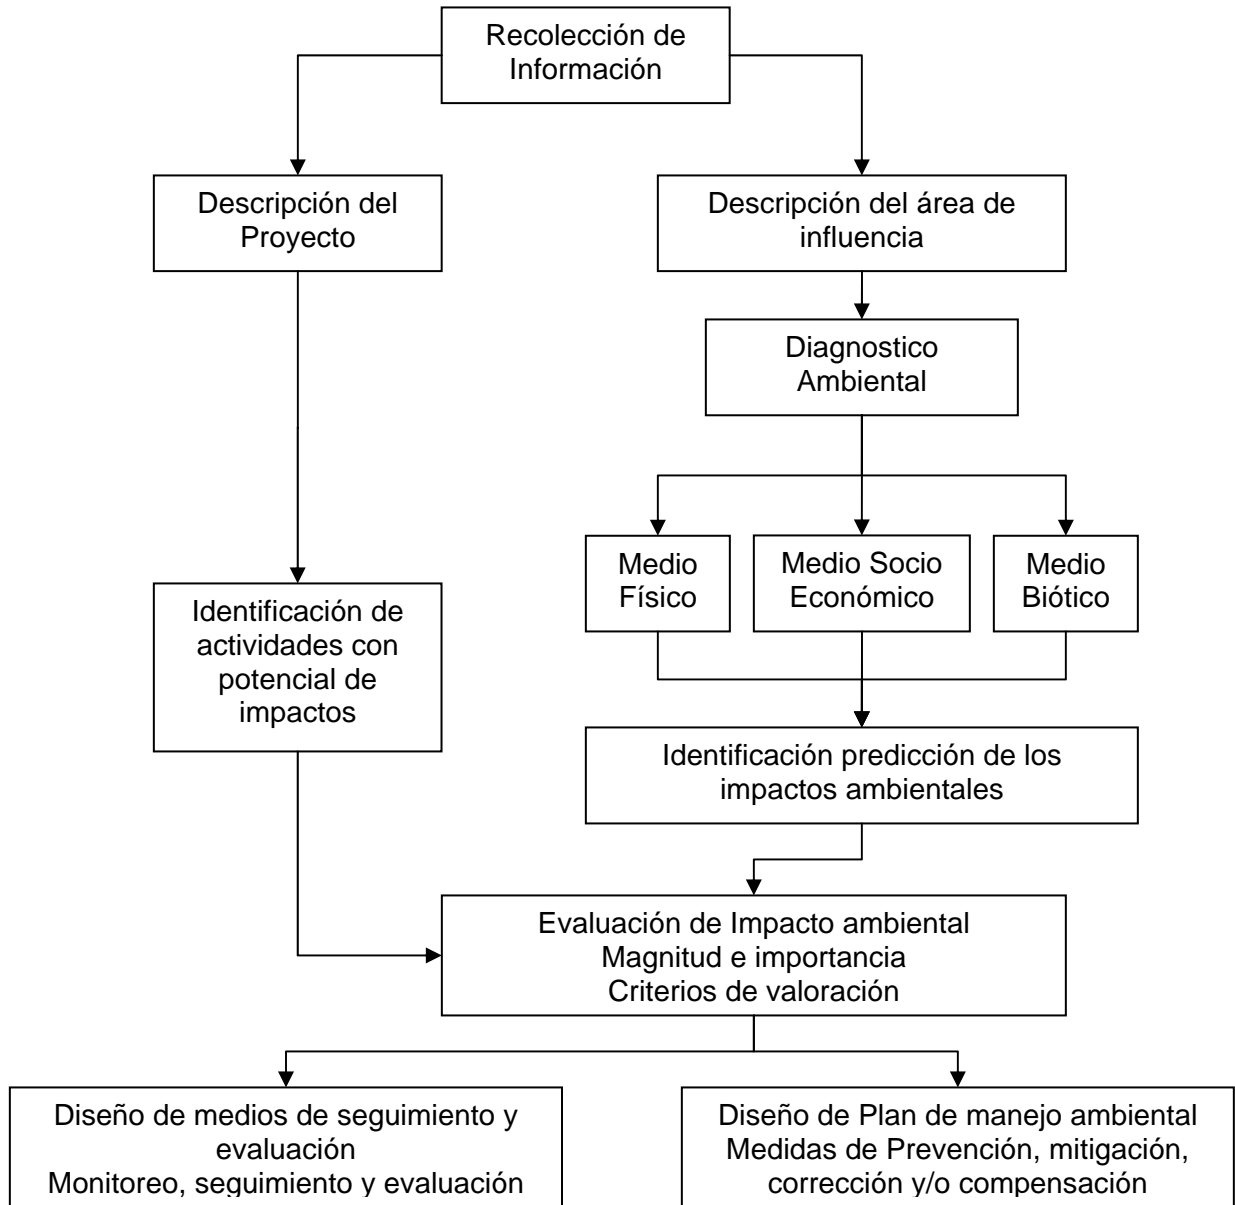 Recolección de
Información
Descripción del
Proyecto
Descripción del área de
influencia
Diagnostico
Ambiental
Medio
Físico
Medio Socio
Económico
Medio
Biótico
Identificación de
actividades con
potencial de
impactos
Identificación predicción de los
impactos ambientales
Evaluación de Impacto ambiental
Magnitud e importancia
Criterios de valoración
Diseño de medios de seguimiento y
evaluación
Monitoreo, seguimiento y evaluación
Diseño de Plan de manejo ambiental
Medidas de Prevención, mitigación,
corrección y/o compensación